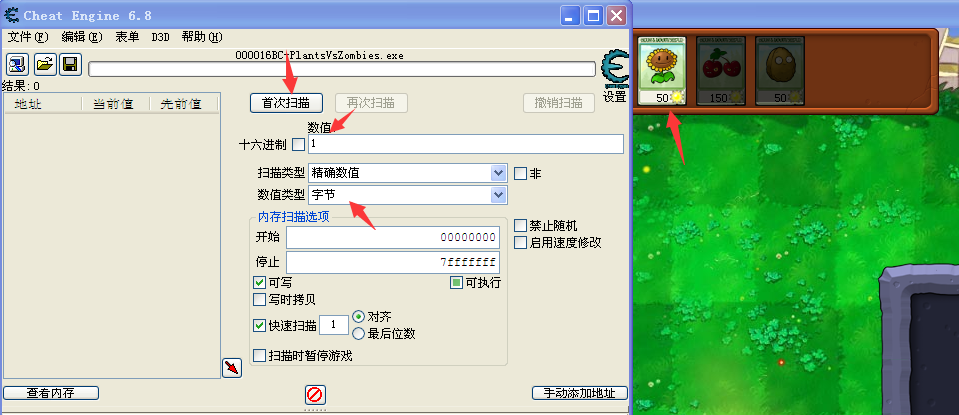 Cheat Engine 6.8
文件(F) 编辑(E) 表单 D3D 帮助(H)
000016BC-PlantsVsZombies.exe
结果: 0
设置
地址 当前值 先前值
首次扫描 再次扫描 撤销扫描
数值
十六进制 1
扫描类型 精确数值 非
数值类型 字节
内存扫描选项
开始 00000000
停止 7fffffff
可写 可执行
写时拷贝
快速扫描 1 对齐
最后位数
扫描时暂停游戏
禁止随机
启用速度修改
查看内存 手动添加地址
50 150 50